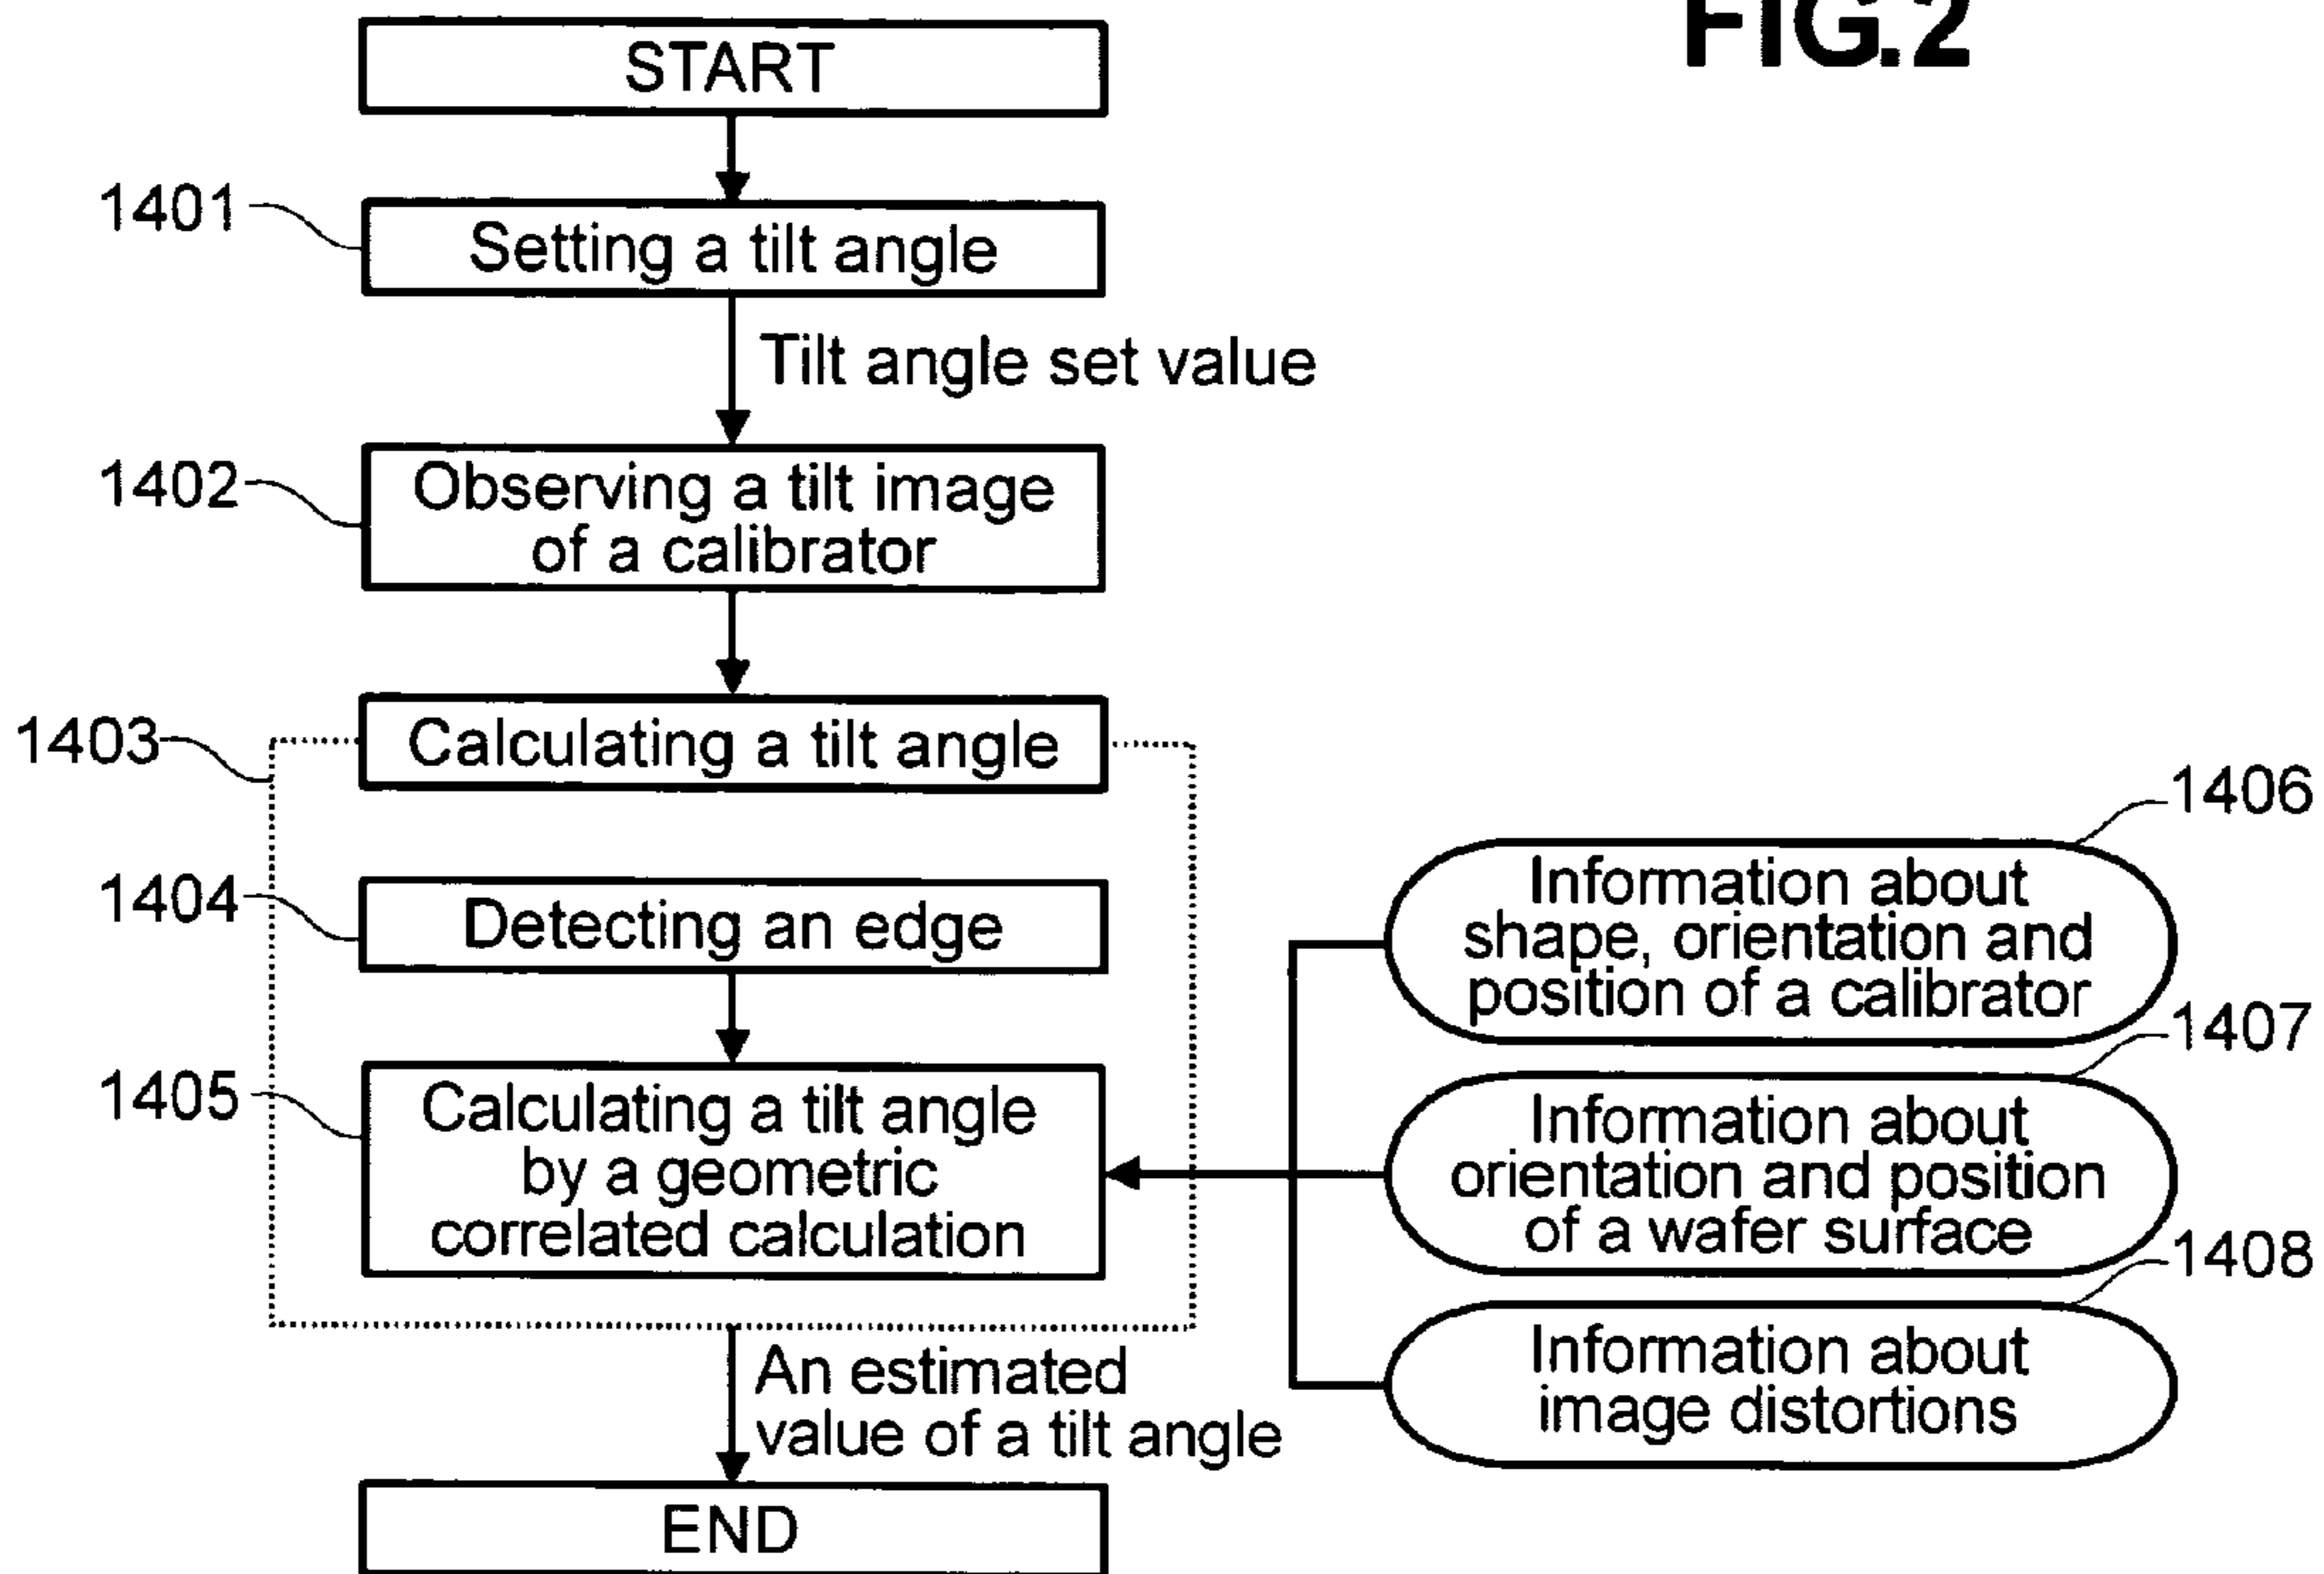 FIG.2
START
1401
Setting a tilt angle
Tilt angle set value
1402
Observing a tilt image
of a calibrator
1403
Calculating a tilt angle
1404
Detecting an edge
1405
Calculating a tilt angle
by a geometric
correlated calculation
1406
Information about
shape, orientation and
position of a calibrator
1407
Information about
orientation and position
of a wafer surface
1408
Information about
image distortions
An estimated
value of a tilt angle
END